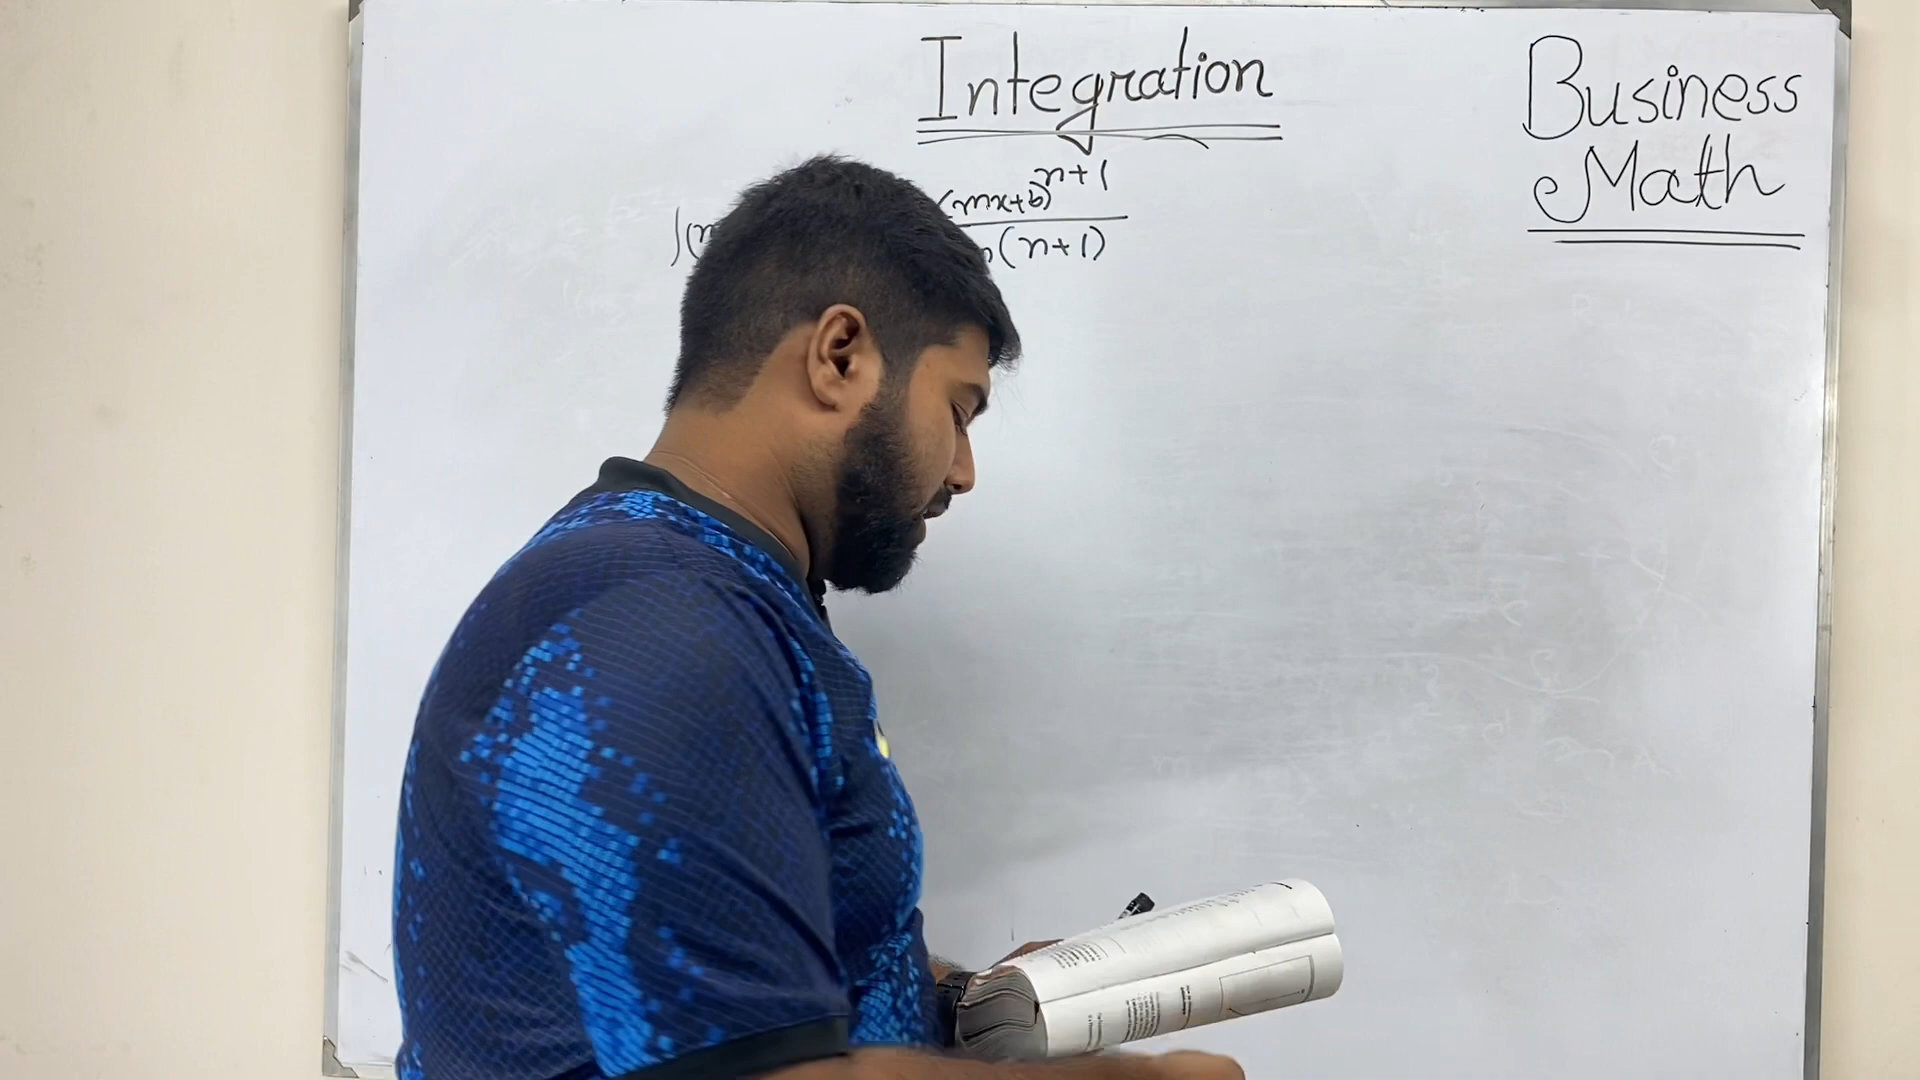 Integration
Business
Math
(mx+b)^{n+1}
∫(
(n+1)